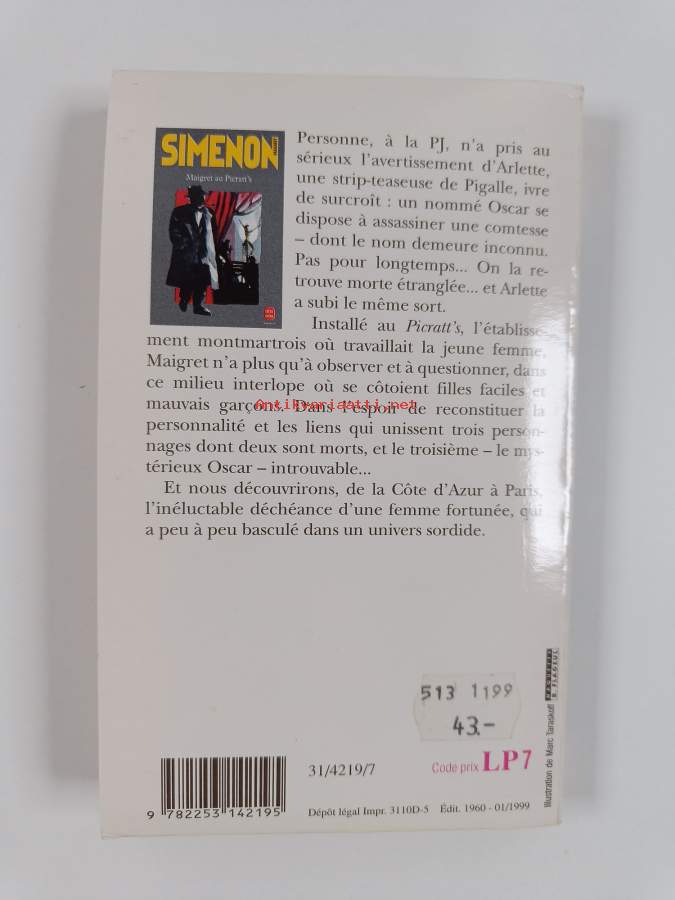 SIMENON
MAIGRET
Maigret au Picratt's
Personne, à la PJ, n'a pris au
sérieux l'avertissement d'Arlette,
une strip-teaseuse de Pigalle, ivre
de surcroît : un nommé Oscar se
dispose à assassiner une comtesse
– dont le nom demeure inconnu.
Pas pour longtemps... On la re-
trouve morte étranglée... et Arlette
a subi le même sort.
Installé au Picratt's, l'établisse-
ment montmartrois où travaillait la jeune femme,
Maigret n'a plus qu'à observer et à questionner, dans
ce milieu interlope où se côtoient filles faciles et
mauvais garçons. Dans l'espoir de reconstituer la
personnalité et les liens qui unissent trois person-
nages dont deux sont morts, et le troisième – le mys-
térieux Oscar – introuvable...
Et nous découvrirons, de la Côte d'Azur à Paris,
l'inéluctable déchéance d'une femme fortunée, qui
a peu à peu basculé dans un univers sordide.
Antikvariaatti.net
513 1199
43.-
31/4219/7
Code prix LP7
9 782253 142195
Dépôt légal Impr. 3110D-5 Édit. 1960 - 01/1999
Illustration de Marc Taraskoff